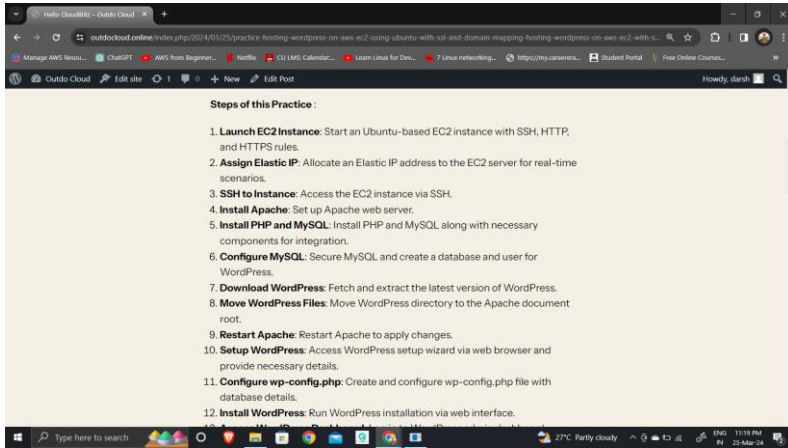 Hello CloudBlitz – Outdo Cloud
outdocloud.online/index.php/2024/03/25/practice-hosting-wordpress-on-aws-ec2-using-ubuntu-with-ssl-and-domain-mapping-hosting-wordpress-on-aws-ec2-with-s...
Manage AWS Resou... ChatGPT AWS from Beginner... Netflix CU LMS: Calendar:... Learn Linux for Dev... 7 Linux networking... https://my.careerera... Student Portal Free Online Courses... »
Outdo Cloud Edit site 1 0 + New Edit Post Howdy, darsh
Steps of this Practice :
1. Launch EC2 Instance: Start an Ubuntu-based EC2 instance with SSH, HTTP,
and HTTPS rules.
2. Assign Elastic IP: Allocate an Elastic IP address to the EC2 server for real-time
scenarios.
3. SSH to Instance: Access the EC2 instance via SSH.
4. Install Apache: Set up Apache web server.
5. Install PHP and MySQL: Install PHP and MySQL along with necessary
components for integration.
6. Configure MySQL: Secure MySQL and create a database and user for
WordPress.
7. Download WordPress: Fetch and extract the latest version of WordPress.
8. Move WordPress Files: Move WordPress directory to the Apache document
root.
9. Restart Apache: Restart Apache to apply changes.
10. Setup WordPress: Access WordPress setup wizard via web browser and
provide necessary details.
11. Configure wp-config.php: Create and configure wp-config.php file with
database details.
12. Install WordPress: Run WordPress installation via web interface.
Type here to search 27°C Partly cloudy ENG 11:19 PM
IN 25-Mar-24